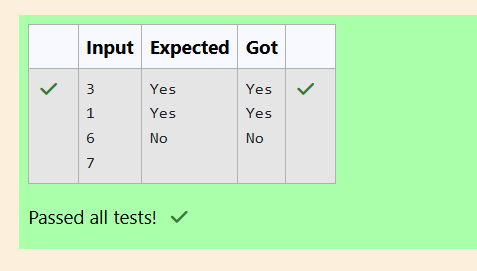 Input Expected Got
3 Yes Yes
1 Yes Yes
6 No No
7
Passed all tests!